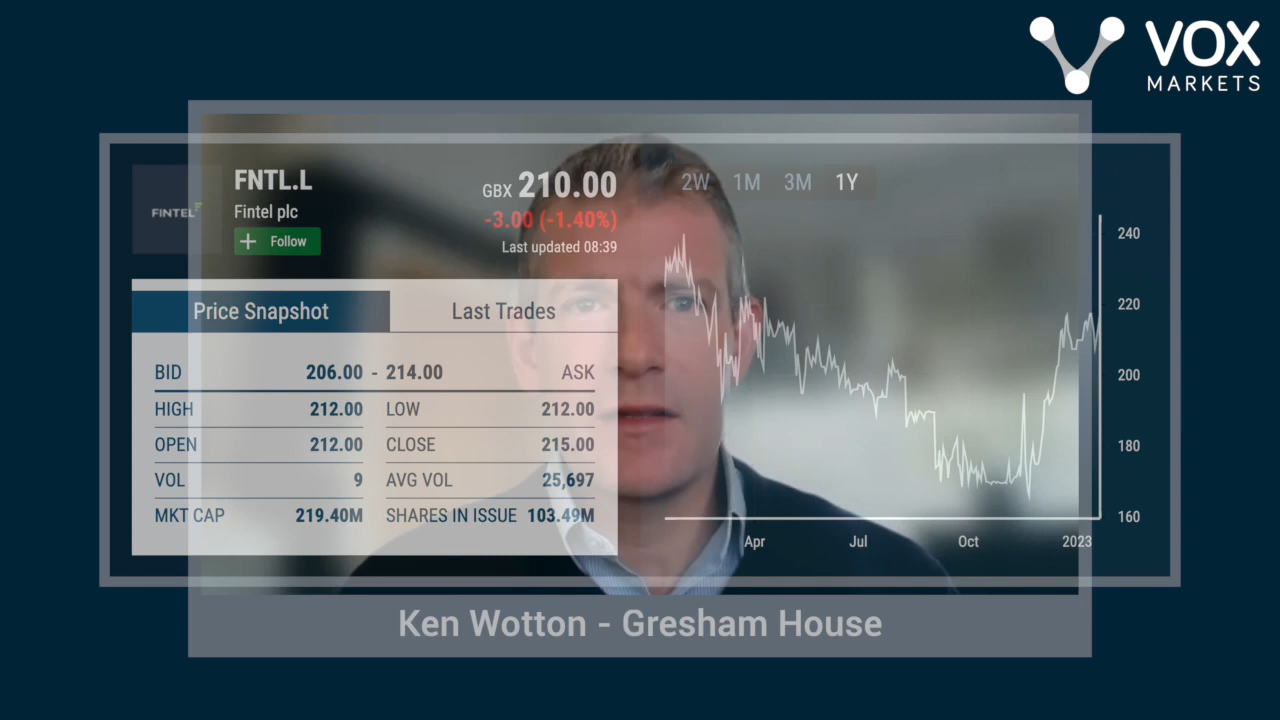 VOX
MARKETS
FINTEL
FNTL.L
Fintel plc
+ Follow
GBX 210.00
-3.00 (-1.40%)
Last updated 08:39
2W 1M 3M 1Y
Price Snapshot Last Trades
BID 206.00 - 214.00 ASK
HIGH 212.00 LOW 212.00
OPEN 212.00 CLOSE 215.00
VOL 9 AVG VOL 25,697
MKT CAP 219.40M SHARES IN ISSUE 103.49M
240
220
200
180
160
Apr Jul Oct 2023
Ken Wotton - Gresham House